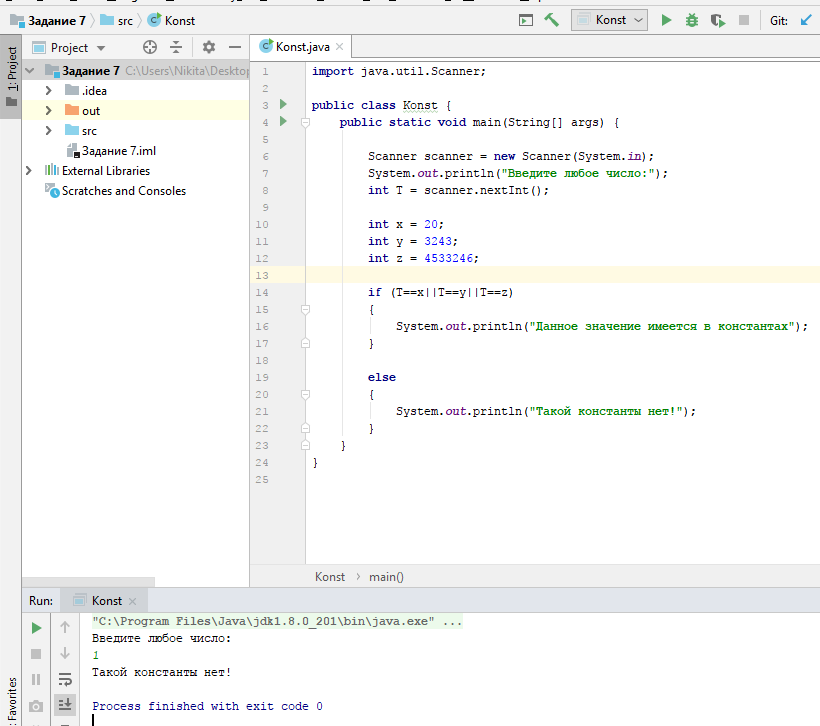 Задание 7 src Konst Konst Git:
1: Project
Project Konst.java
Задание 7 C:\Users\Nikita\Desktop
.idea
out
src
Задание 7.iml
External Libraries
Scratches and Consoles
1 import java.util.Scanner;
2
3 public class Konst {
4 public static void main(String[] args) {
5
6 Scanner scanner = new Scanner(System.in);
7 System.out.println("Введите любое число:");
8 int T = scanner.nextInt();
9
10 int x = 20;
11 int y = 3243;
12 int z = 4533246;
13
14 if (T==x||T==y||T==z)
15 {
16 System.out.println("Данное значение имеется в константах");
17 }
18
19 else
20 {
21 System.out.println("Такой константы нет!");
22 }
23 }
24 }
25
Konst main()
Run: Konst
"C:\Program Files\Java\jdk1.8.0_201\bin\java.exe" ...
Введите любое число:
1
Такой константы нет!
Process finished with exit code 0
Favorites